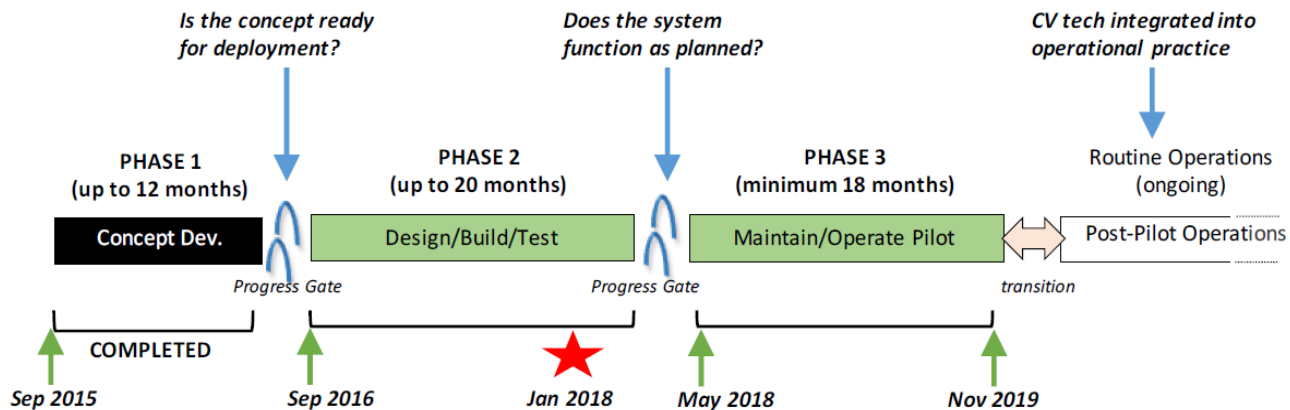 Is the concept ready
for deployment?
Does the system
function as planned?
CV tech integrated into
operational practice
PHASE 1
(up to 12 months)
PHASE 2
(up to 20 months)
PHASE 3
(minimum 18 months)
Routine Operations
(ongoing)
Concept Dev.
Design/Build/Test
Maintain/Operate Pilot
Post-Pilot Operations
Progress Gate
Progress Gate
transition
COMPLETED
Sep 2015
Sep 2016
Jan 2018
May 2018
Nov 2019